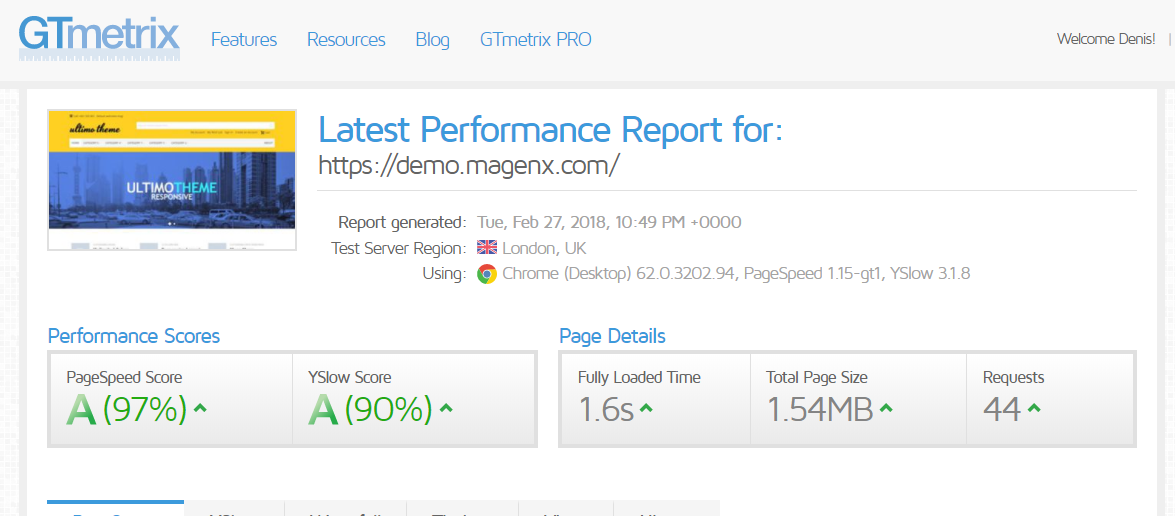 GTmetrix
Features Resources Blog GTmetrix PRO
Welcome Denis! |
ultimo theme
ULTIMOTHEME
RESPONSIVE
Latest Performance Report for:
https://demo.magenx.com/
Report generated: Tue, Feb 27, 2018, 10:49 PM +0000
Test Server Region: London, UK
Using: Chrome (Desktop) 62.0.3202.94, PageSpeed 1.15-gt1, YSlow 3.1.8
Performance Scores
PageSpeed Score YSlow Score
A (97%) A (90%)
Page Details
Fully Loaded Time Total Page Size Requests
1.6s 1.54MB 44